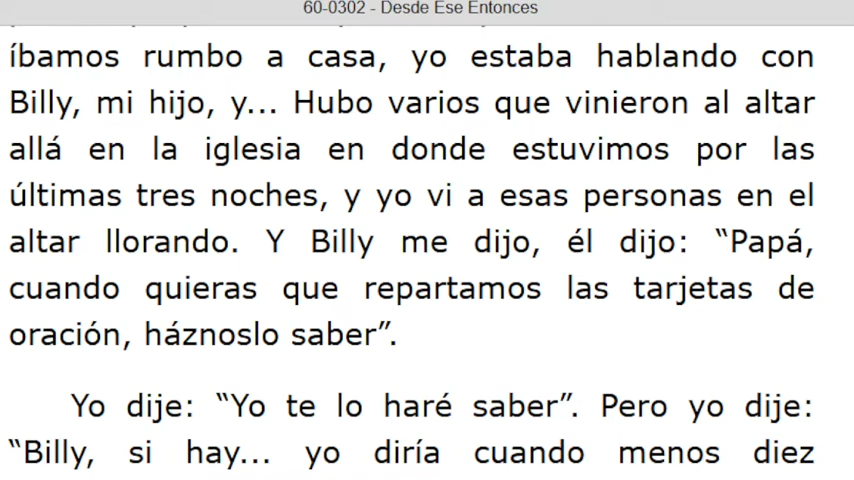 60-0302 - Desde Ese Entonces
íbamos rumbo a casa, yo estaba hablando con
Billy, mi hijo, y... Hubo varios que vinieron al altar
allá en la iglesia en donde estuvimos por las
últimas tres noches, y yo vi a esas personas en el
altar llorando. Y Billy me dijo, él dijo: “Papá,
cuando quieras que repartamos las tarjetas de
oración, háznoslo saber”.
Yo dije: “Yo te lo haré saber”. Pero yo dije:
“Billy, si hay... yo diría cuando menos diez